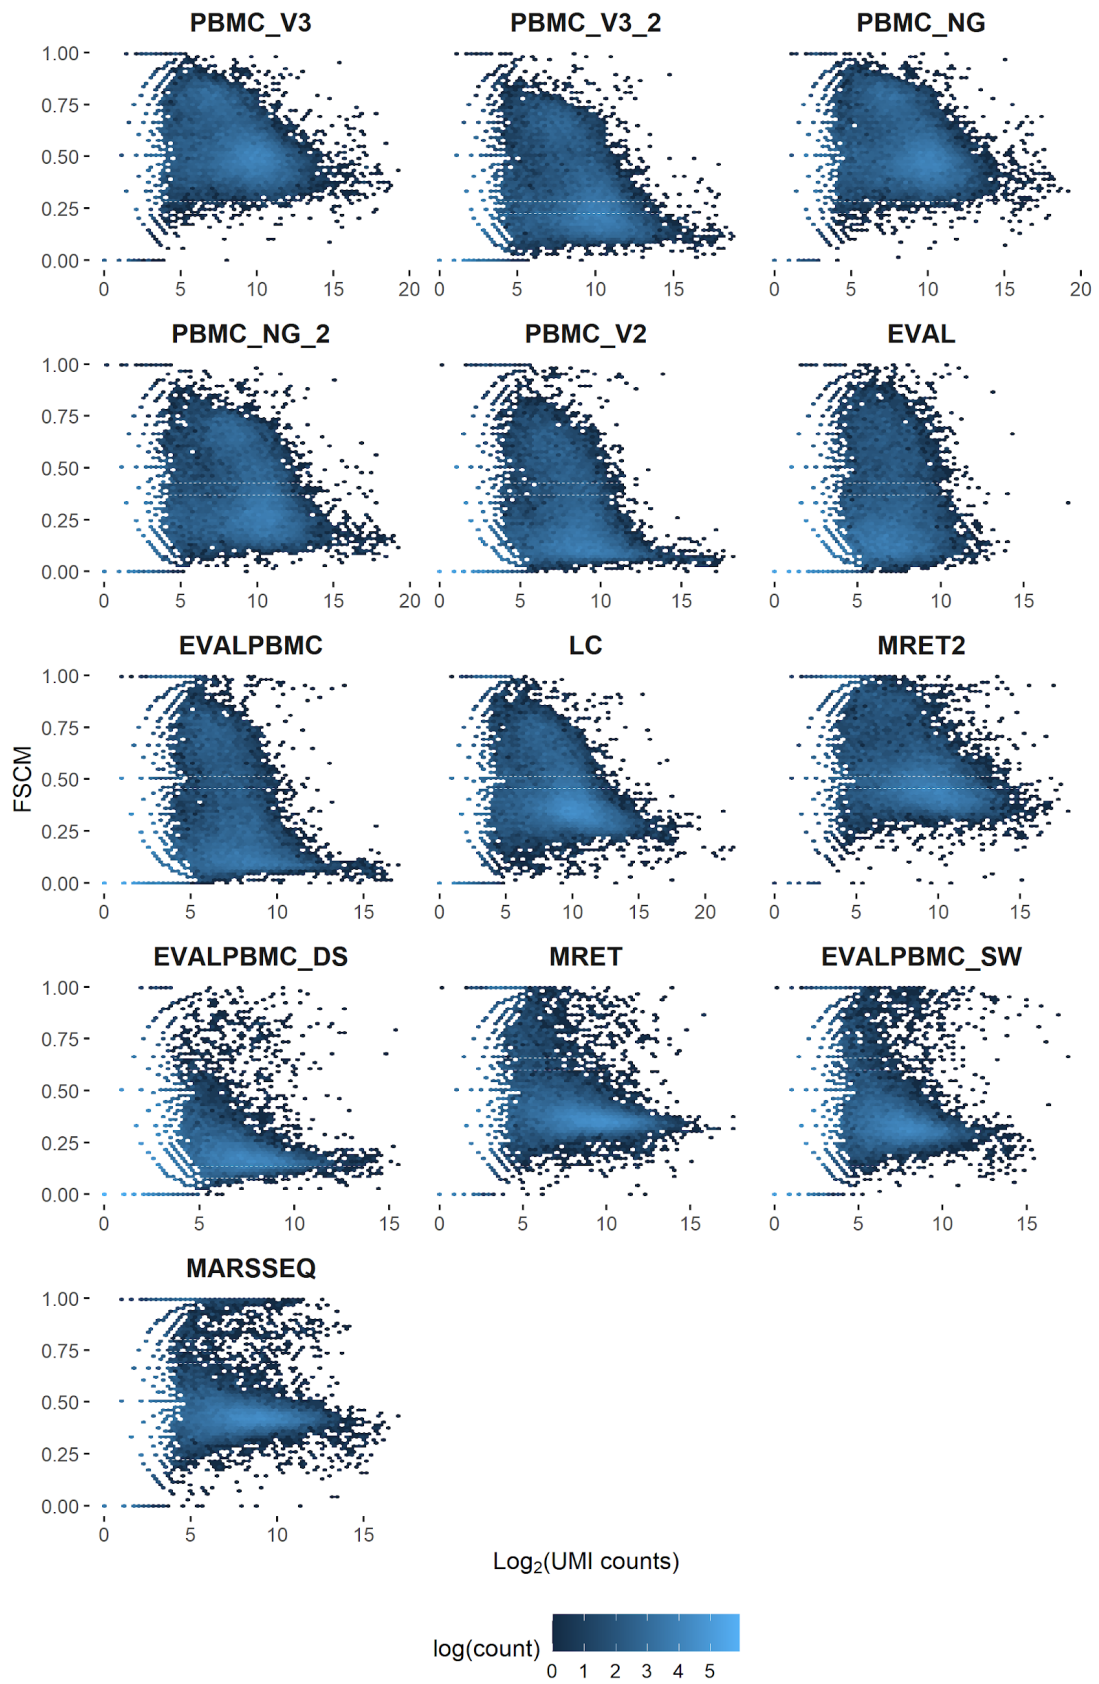 PBMC_V3 PBMC_V3_2 PBMC_NG
1.00
0.75
0.50
0.25
0.00
0 5 10 15 20 0 5 10 15 0 5 10 15 20
PBMC_NG_2 PBMC_V2 EVAL
1.00
0.75
0.50
0.25
0.00
0 5 10 15 20 0 5 10 15 0 5 10 15
EVALPBMC LC MRET2
1.00
0.75
FSCM
0.50
0.25
0.00
0 5 10 15 0 5 10 15 20 0 5 10 15
EVALPBMC_DS MRET EVALPBMC_SW
1.00
0.75
0.50
0.25
0.00
0 5 10 15 0 5 10 15 0 5 10 15
MARSSEQ
1.00
0.75
0.50
0.25
0.00
0 5 10 15
Log₂(UMI counts)
log(count)
0 1 2 3 4 5